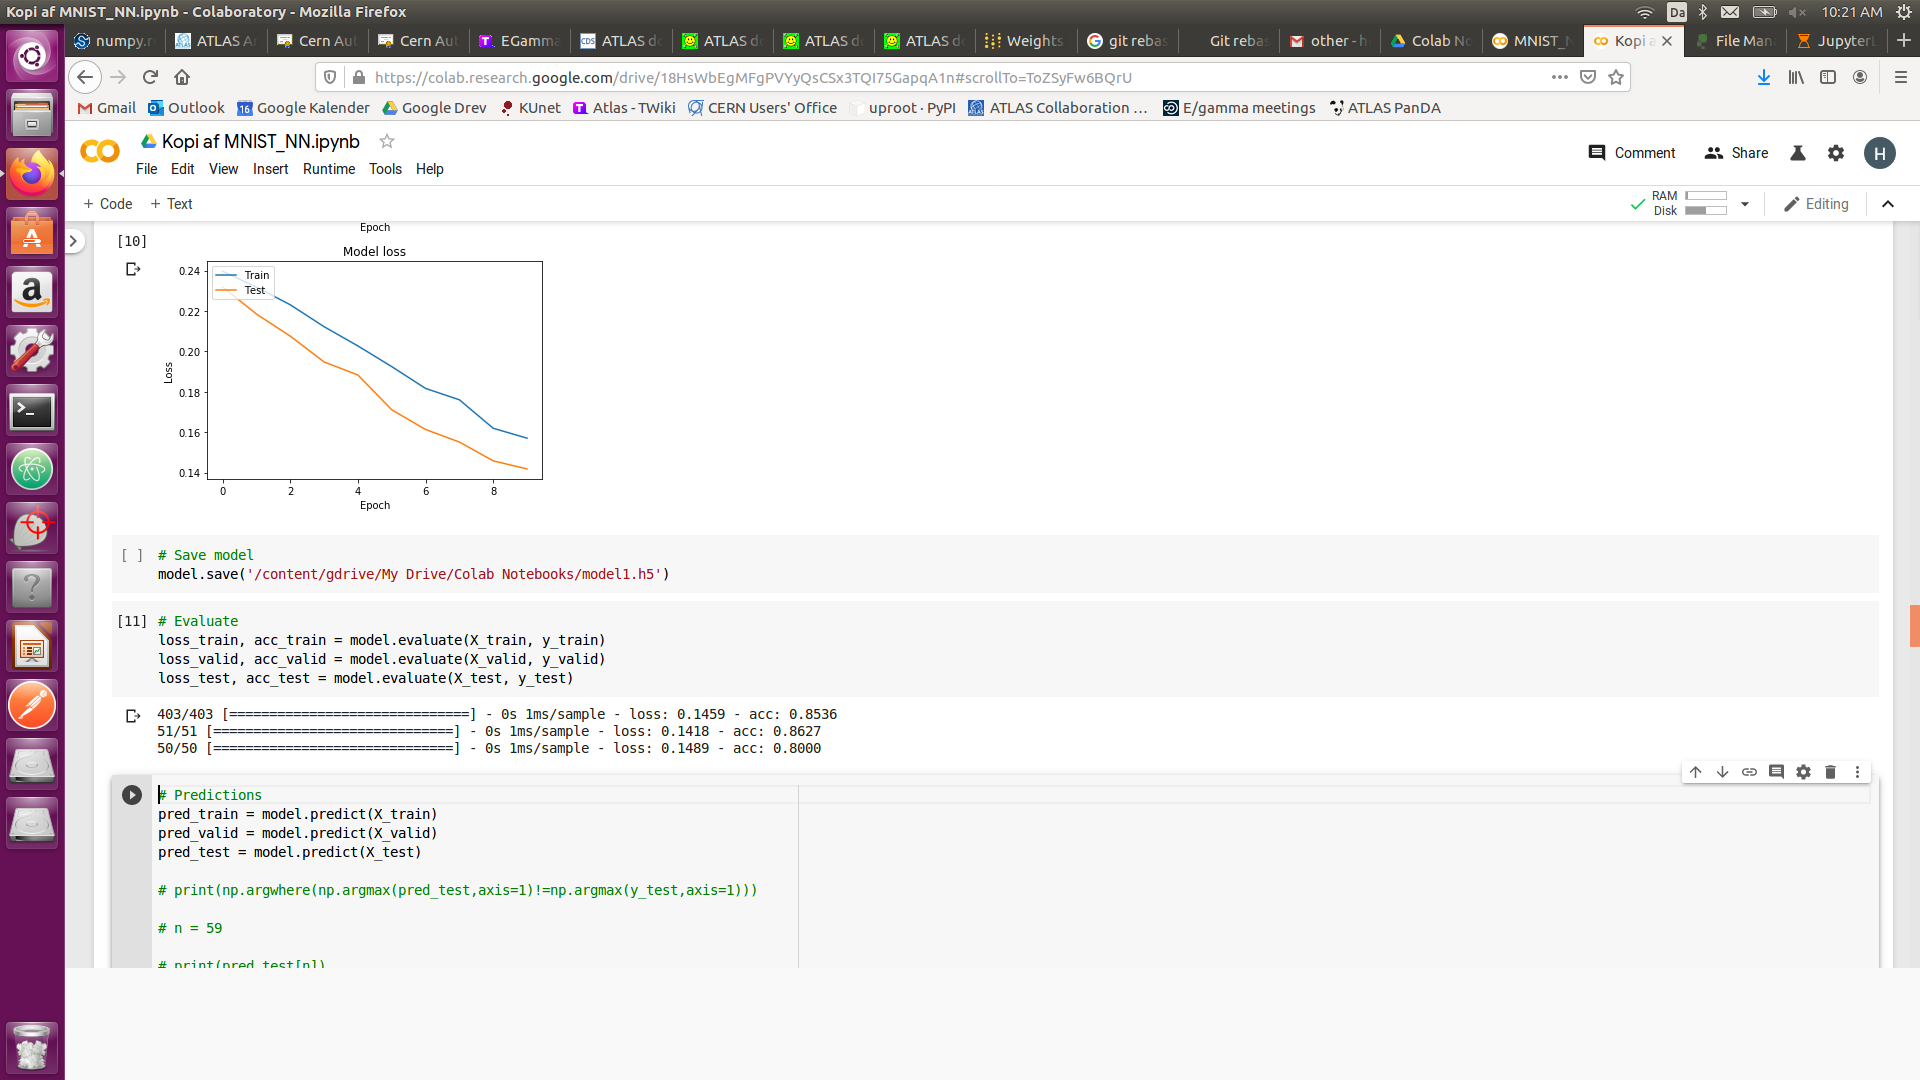 Kopi af MNIST_NN.ipynb - Colaboratory - Mozilla Firefox
Da
10:21 AM
numpy.r
ATLAS A
Cern Aut
Cern Aut
EGamma
ATLAS do
ATLAS d
ATLAS d
ATLAS d
Weights
git rebas
Git rebas
other - h
Colab No
MNIST_N
Kopi a
File Man
Jupyter
https://colab.research.google.com/drive/18HsWbEgMFgPVYyQsCSx3TQI75GapqA1n#scrollTo=ToZSyFw6BQrU
Gmail
Outlook
16 Google Kalender
Google Drev
KUnet
Atlas - TWiki
CERN Users' Office
uproot · PyPI
ATLAS Collaboration ...
E/gamma meetings
ATLAS PanDA
Kopi af MNIST_NN.ipynb
File Edit View Insert Runtime Tools Help
Comment
Share
H
+ Code + Text
RAM
Disk
Editing
Epoch
[10]
Model loss
Train
Test
0.24
0.22
0.20
0.18
0.16
0.14
Loss
0 2 4 6 8
Epoch
[ ] # Save model
model.save('/content/gdrive/My Drive/Colab Notebooks/model1.h5')
[11] # Evaluate
loss_train, acc_train = model.evaluate(X_train, y_train)
loss_valid, acc_valid = model.evaluate(X_valid, y_valid)
loss_test, acc_test = model.evaluate(X_test, y_test)
403/403 [==============================] - 0s 1ms/sample - loss: 0.1459 - acc: 0.8536
51/51 [==============================] - 0s 1ms/sample - loss: 0.1418 - acc: 0.8627
50/50 [==============================] - 0s 1ms/sample - loss: 0.1489 - acc: 0.8000
# Predictions
pred_train = model.predict(X_train)
pred_valid = model.predict(X_valid)
pred_test = model.predict(X_test)
# print(np.argwhere(np.argmax(pred_test,axis=1)!=np.argmax(y_test,axis=1)))
# n = 59
# print(pred_test[n])